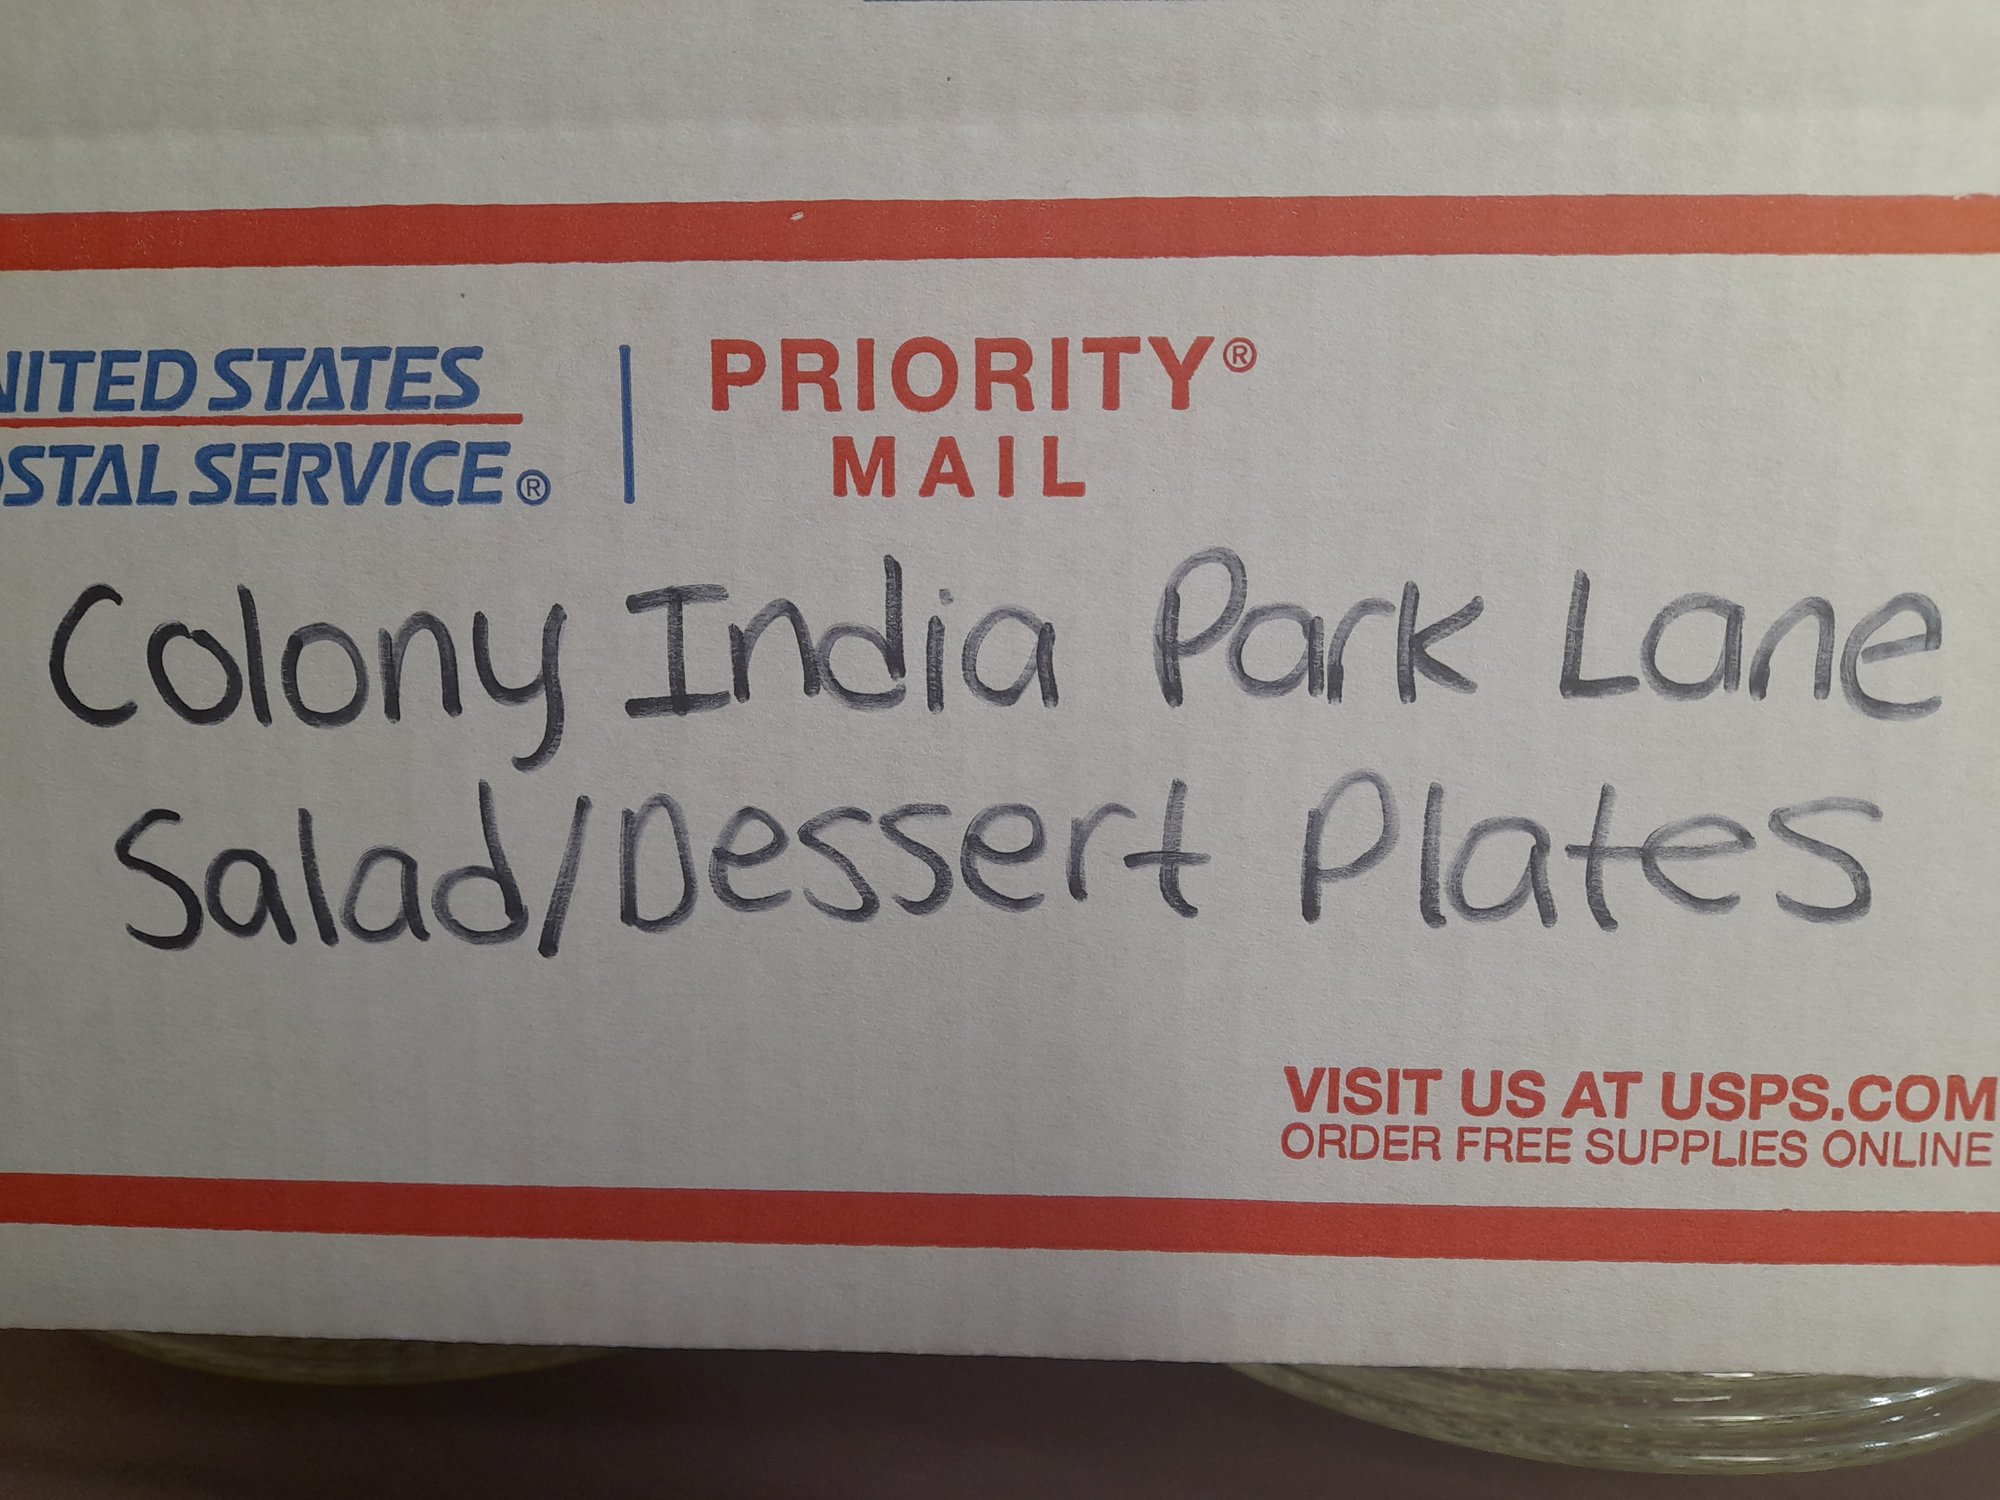 NITED STATES
OSTAL SERVICE®
PRIORITY®
MAIL
Colony India Park Lane
Salad/Dessert Plates
VISIT US AT USPS.COM
ORDER FREE SUPPLIES ONLINE